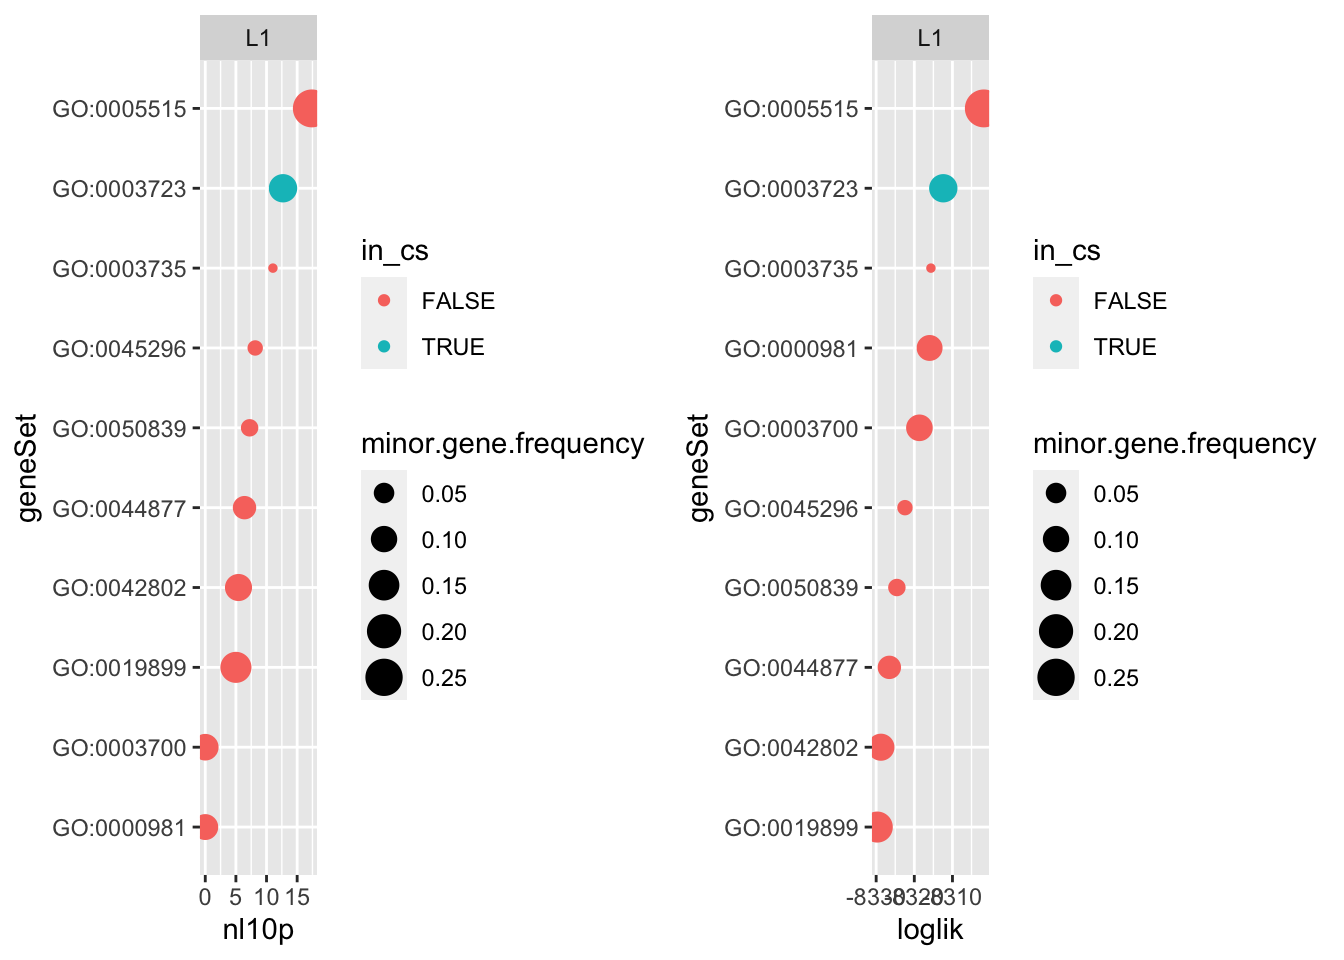 L1
GO:0005515
GO:0003723
GO:0003735
GO:0045296
GO:0050839
GO:0044877
GO:0042802
GO:0019899
GO:0003700
GO:0000981
geneSet
0 5 10 15
nl10p
in_cs
FALSE
TRUE
minor.gene.frequency
0.05
0.10
0.15
0.20
0.25
L1
GO:0005515
GO:0003723
GO:0003735
GO:0000981
GO:0003700
GO:0045296
GO:0050839
GO:0044877
GO:0042802
GO:0019899
geneSet
-8330 -8320 -8310
loglik
in_cs
FALSE
TRUE
minor.gene.frequency
0.05
0.10
0.15
0.20
0.25